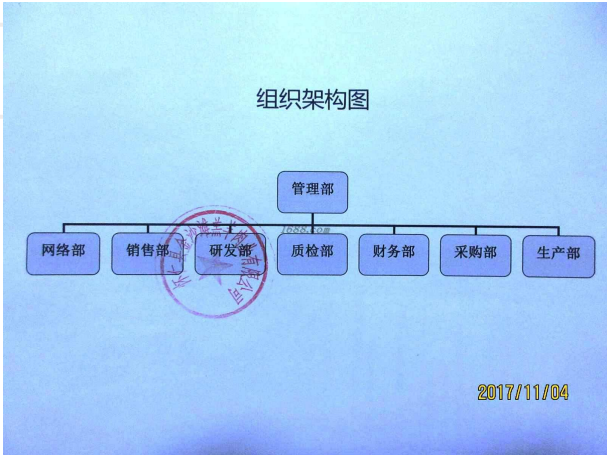 组织架构图
管理部
1688.com
网络部
销售部
研发部
质检部
财务部
采购部
生产部
2017/11/04